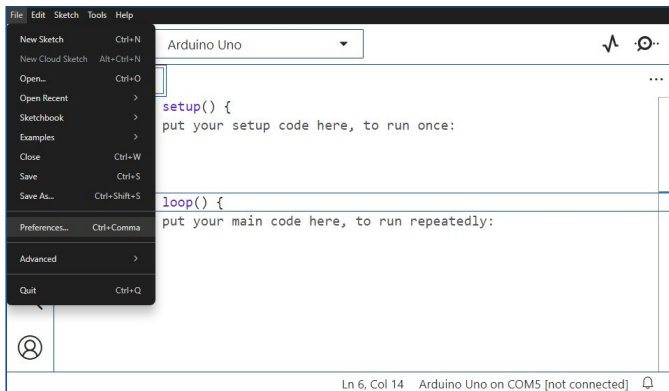 File Edit Sketch Tools Help
New Sketch Ctrl+N
New Cloud Sketch Alt+Ctrl+N
Open... Ctrl+O
Open Recent >
Sketchbook >
Examples >
Close Ctrl+W
Save Ctrl+S
Save As... Ctrl+Shift+S
Preferences... Ctrl+Comma
Advanced >
Quit Ctrl+Q
Arduino Uno
setup() {
put your setup code here, to run once:
loop() {
put your main code here, to run repeatedly:
Ln 6, Col 14 Arduino Uno on COM5 [not connected]